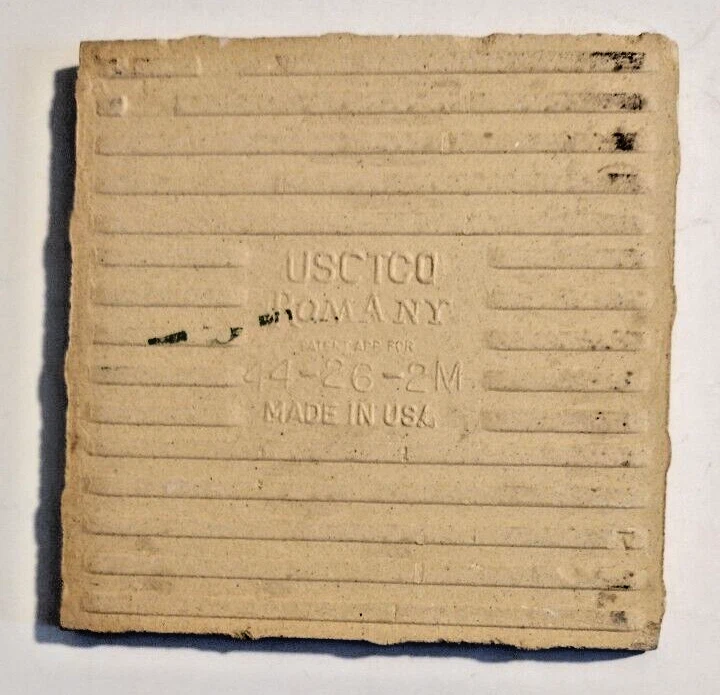 USCTCO
ROMANY
PATENT APP. FOR
44-26-2M
MADE IN USA